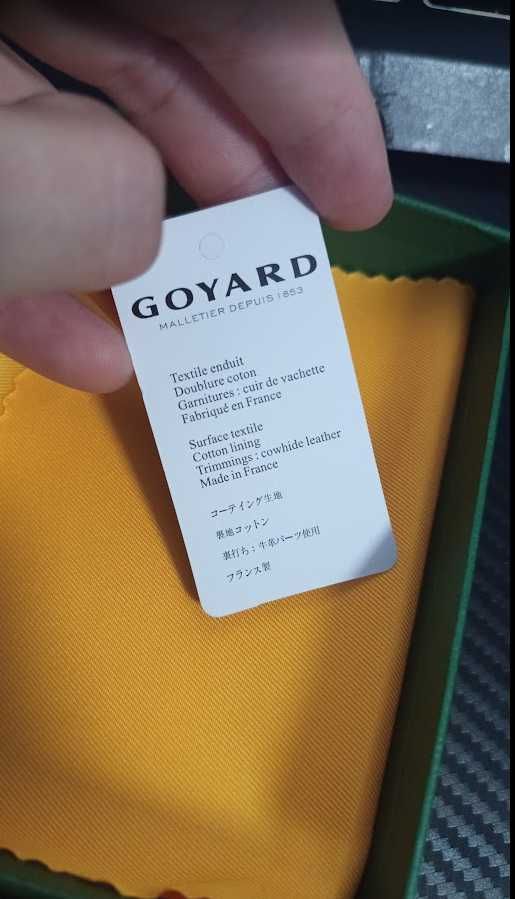 GOYARD
MALLETIER DEPUIS 1853
Textile enduit
Doublure coton
Garnitures : cuir de vachette
Fabriqué en France
Surface textile
Cotton lining
Trimmings : cowhide leather
Made in France
コーティング生地
裏地コットン
裏打ち；牛革パーツ使用
フランス製